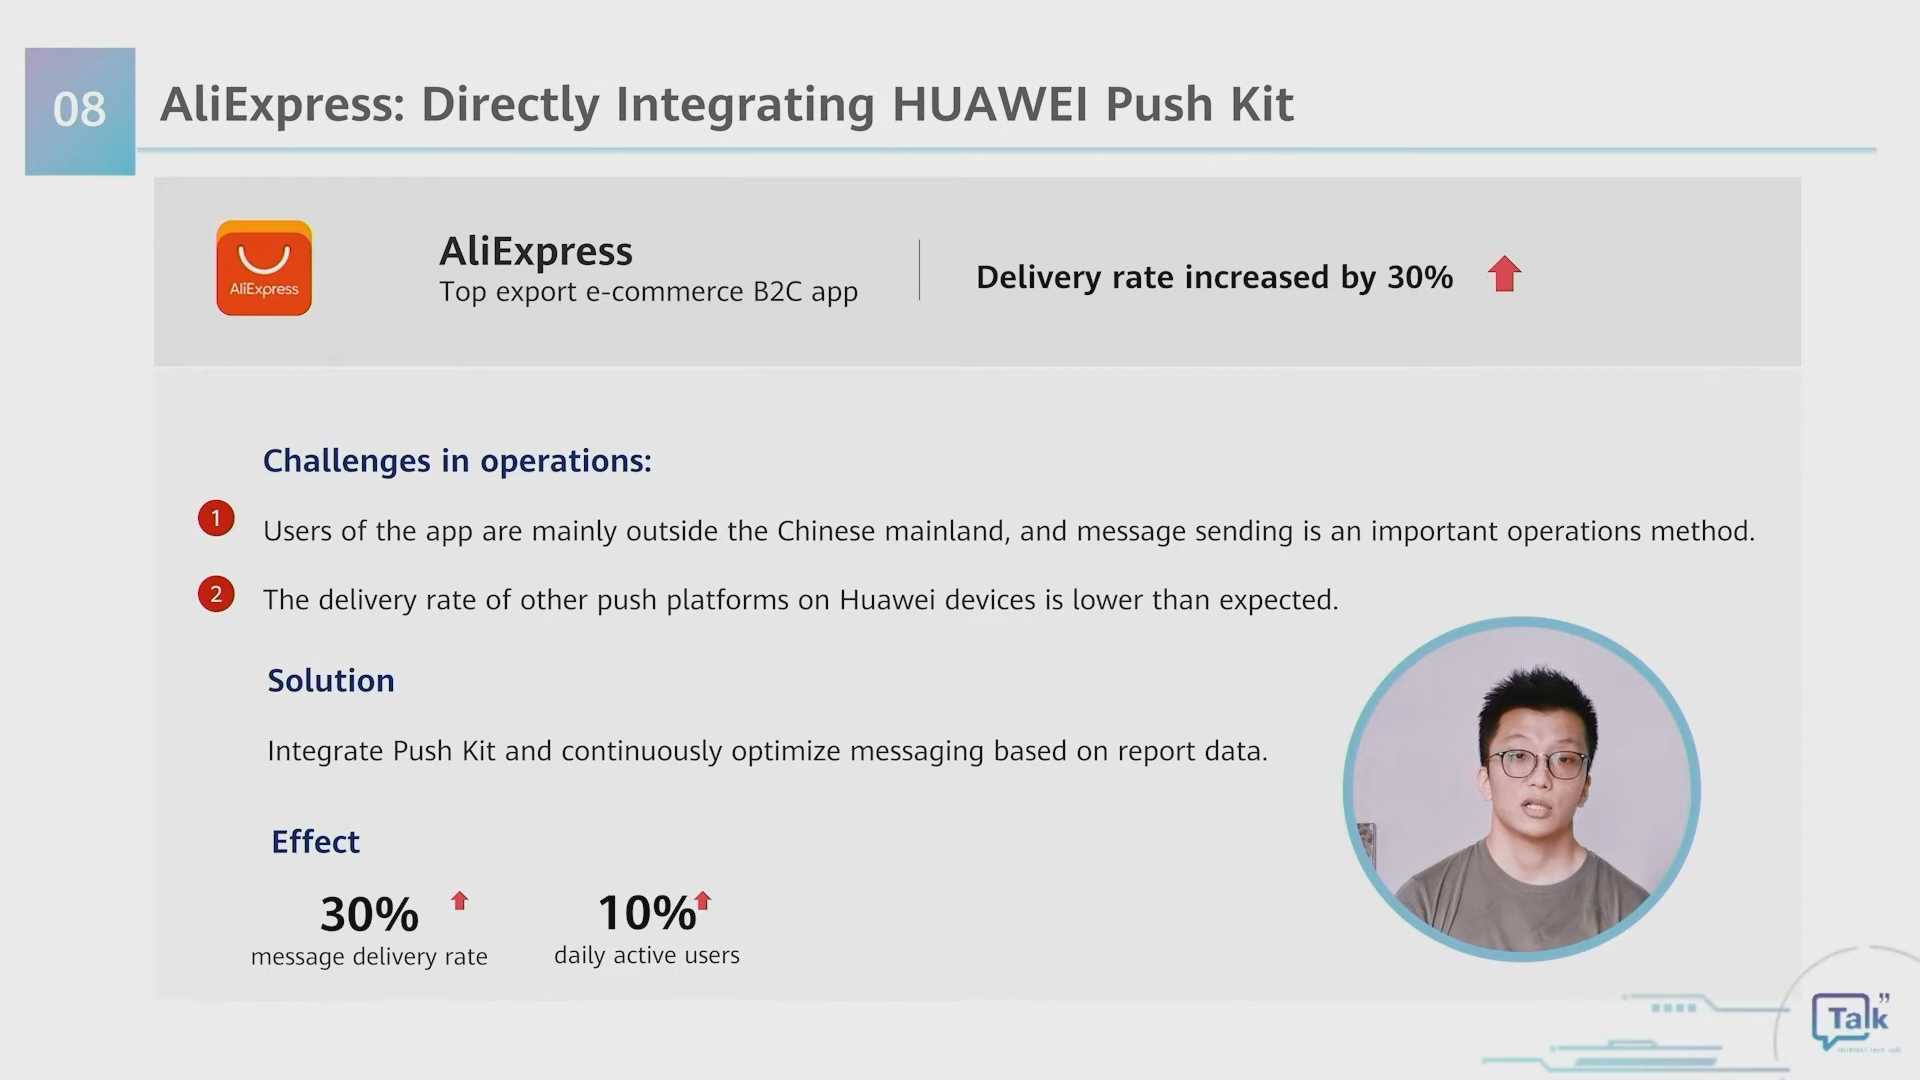 08
AliExpress: Directly Integrating HUAWEI Push Kit
AliExpress
AliExpress
Top export e-commerce B2C app
Delivery rate increased by 30%
Challenges in operations:
1
Users of the app are mainly outside the Chinese mainland, and message sending is an important operations method.
2
The delivery rate of other push platforms on Huawei devices is lower than expected.
Solution
Integrate Push Kit and continuously optimize messaging based on report data.
Effect
30%
message delivery rate
10%
daily active users
Talk
HUAWEI Tech Talk